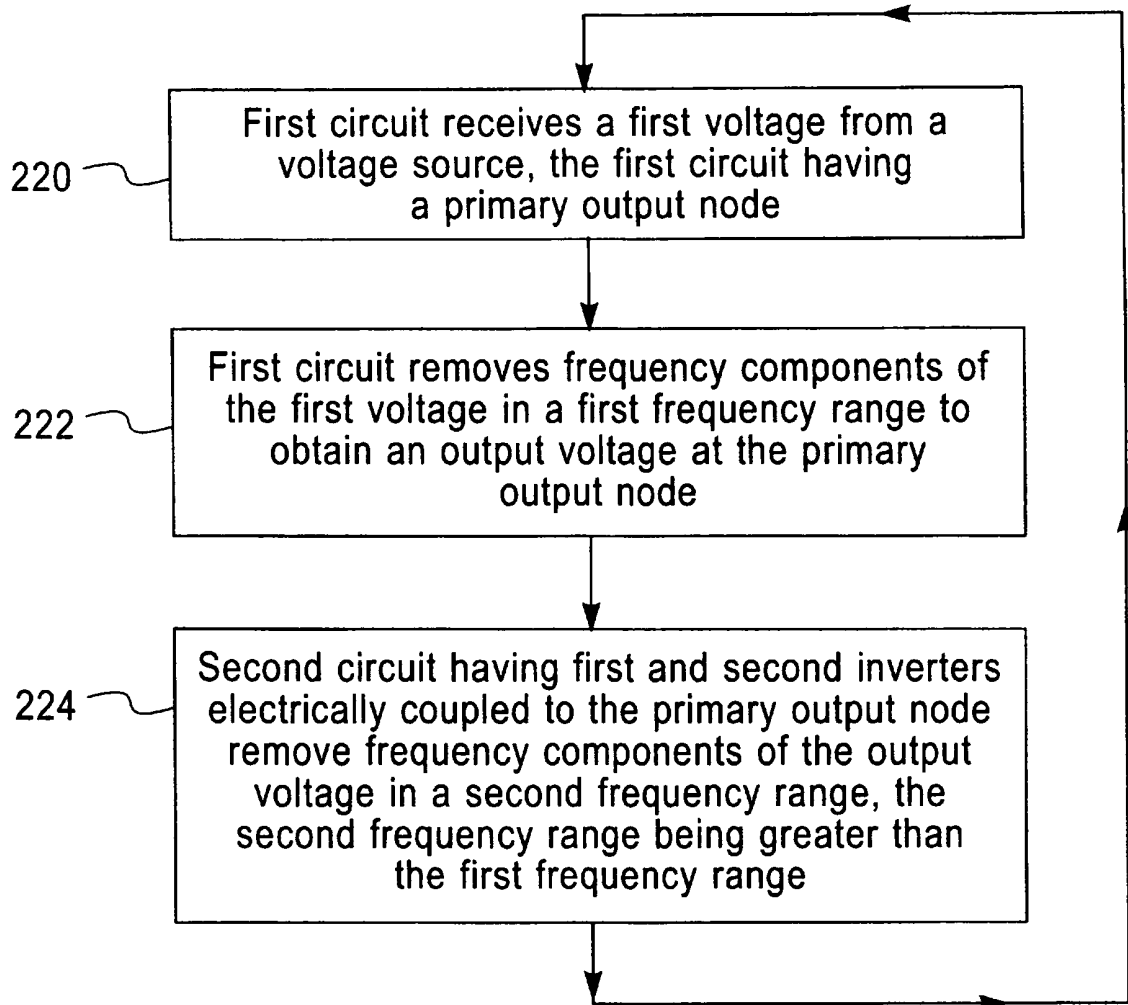 First circuit receives a first voltage from a
voltage source, the first circuit having
a primary output node
220
First circuit removes frequency components of
the first voltage in a first frequency range to
obtain an output voltage at the primary
output node
222
Second circuit having first and second inverters
electrically coupled to the primary output node
remove frequency components of the output
voltage in a second frequency range, the
second frequency range being greater than
the first frequency range
224